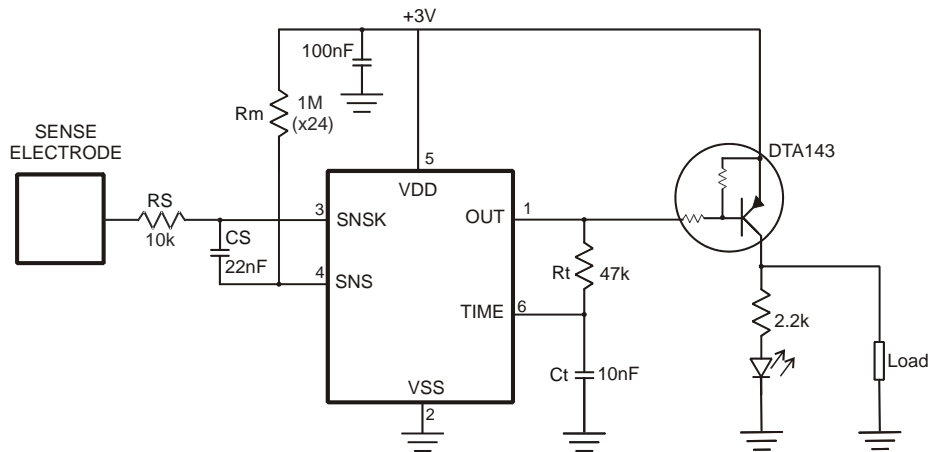 +3V
100nF
Rm
1M
(x24)
SENSE
ELECTRODE
DTA143
5
VDD
RS
10k
3
SNSK
OUT
1
CS
22nF
4
SNS
Rt
47k
TIME
6
2.2k
Ct
10nF
Load
VSS
2